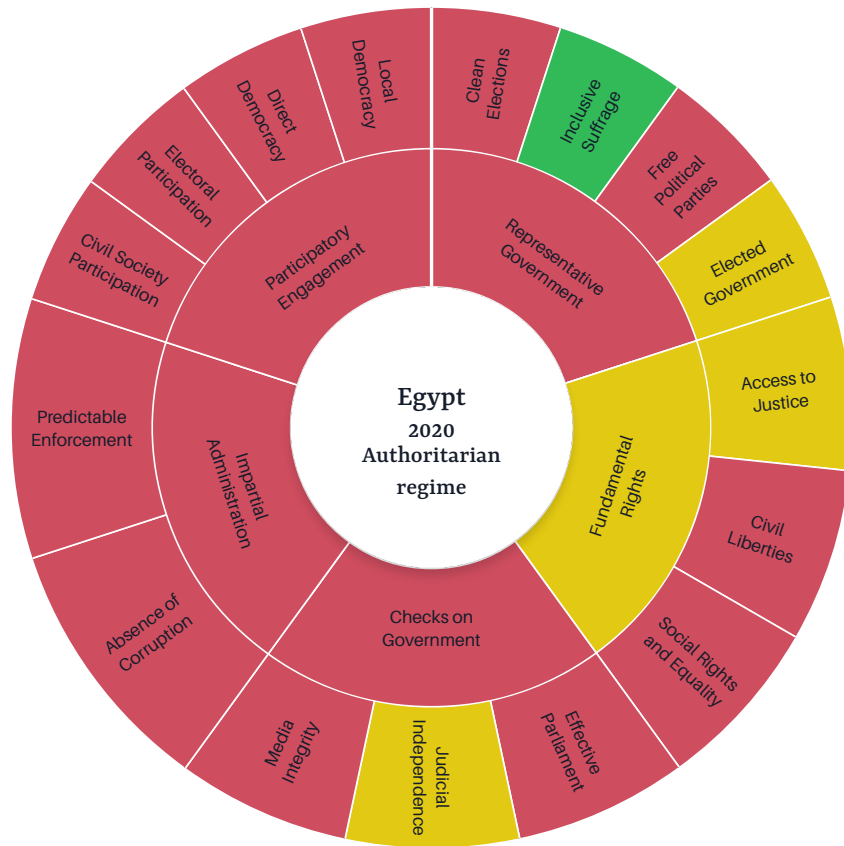 Egypt
2020
Authoritarian
regime
Representative
Government
Fundamental
Rights
Checks on
Government
Impartial
Administration
Participatory
Engagement
Clean
Elections
Inclusive
Suffrage
Free
Political
Parties
Elected
Government
Access to
Justice
Civil
Liberties
Social Rights
and Equality
Effective
Parliament
Judicial
Independence
Media
Integrity
Absence of
Corruption
Predictable
Enforcement
Civil Society
Participation
Electoral
Participation
Direct
Democracy
Local
Democracy